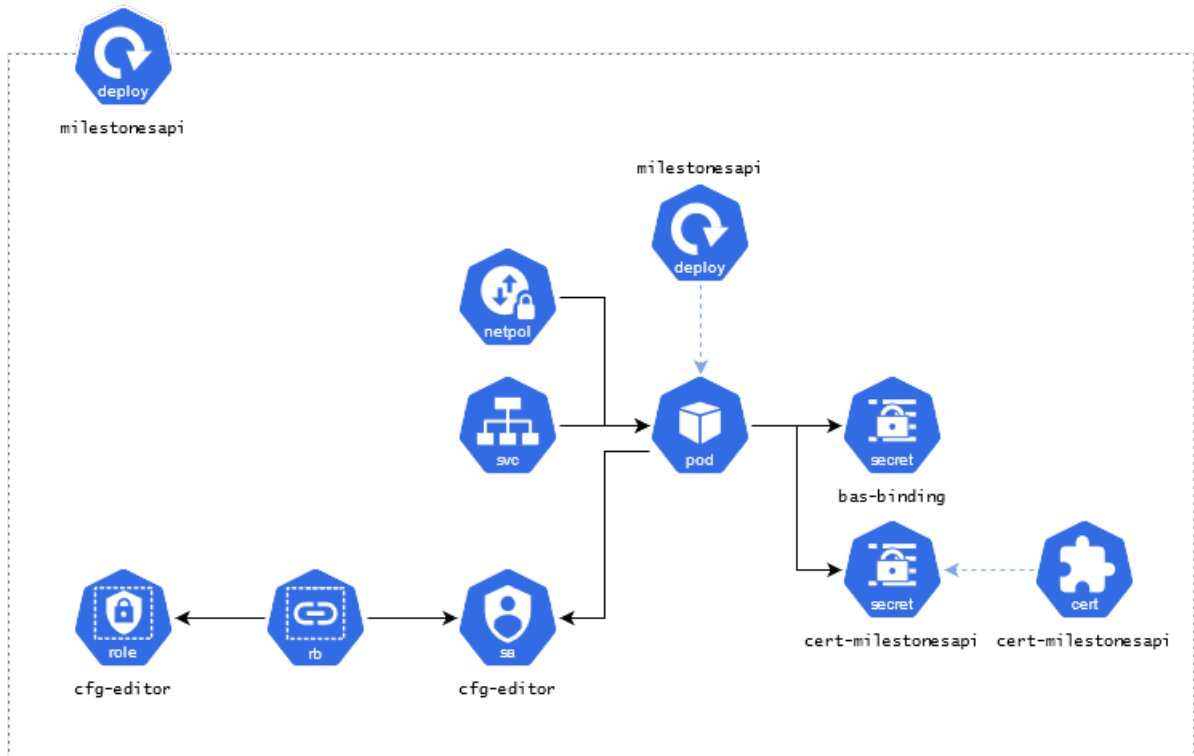 deploy
milestonesapi
milestonesapi
deploy
netpol
svc
pod
secret
bas-binding
secret
cert
cert-milestonesapi
cert-milestonesapi
role
rb
sa
cfg-editor
cfg-editor